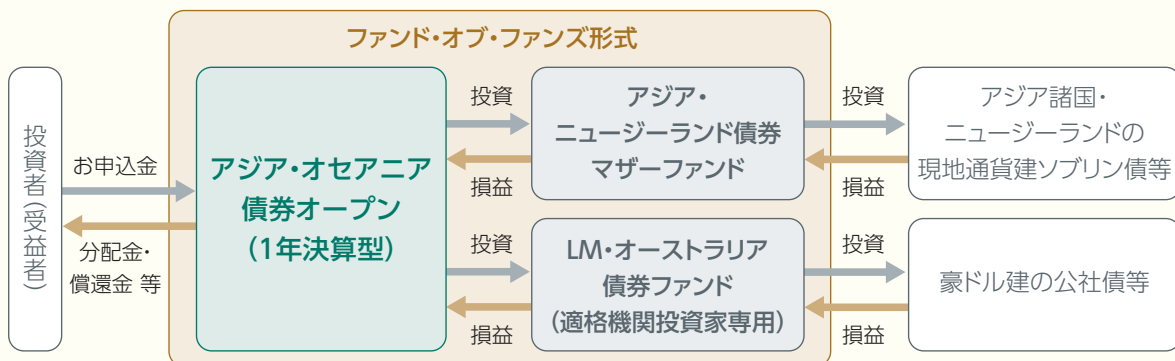 ファンド・オブ・ファンズ形式
投資者(受益者)
お申込金
分配金・
償還金 等
アジア・オセアニア
債券オープン
(1年決算型)
投資
損益
アジア・
ニュージーランド債券
マザーファンド
投資
損益
アジア諸国・
ニュージーランドの
現地通貨建ソブリン債等
投資
損益
LM・オーストラリア
債券ファンド
(適格機関投資家専用)
投資
損益
豪ドル建の公社債等